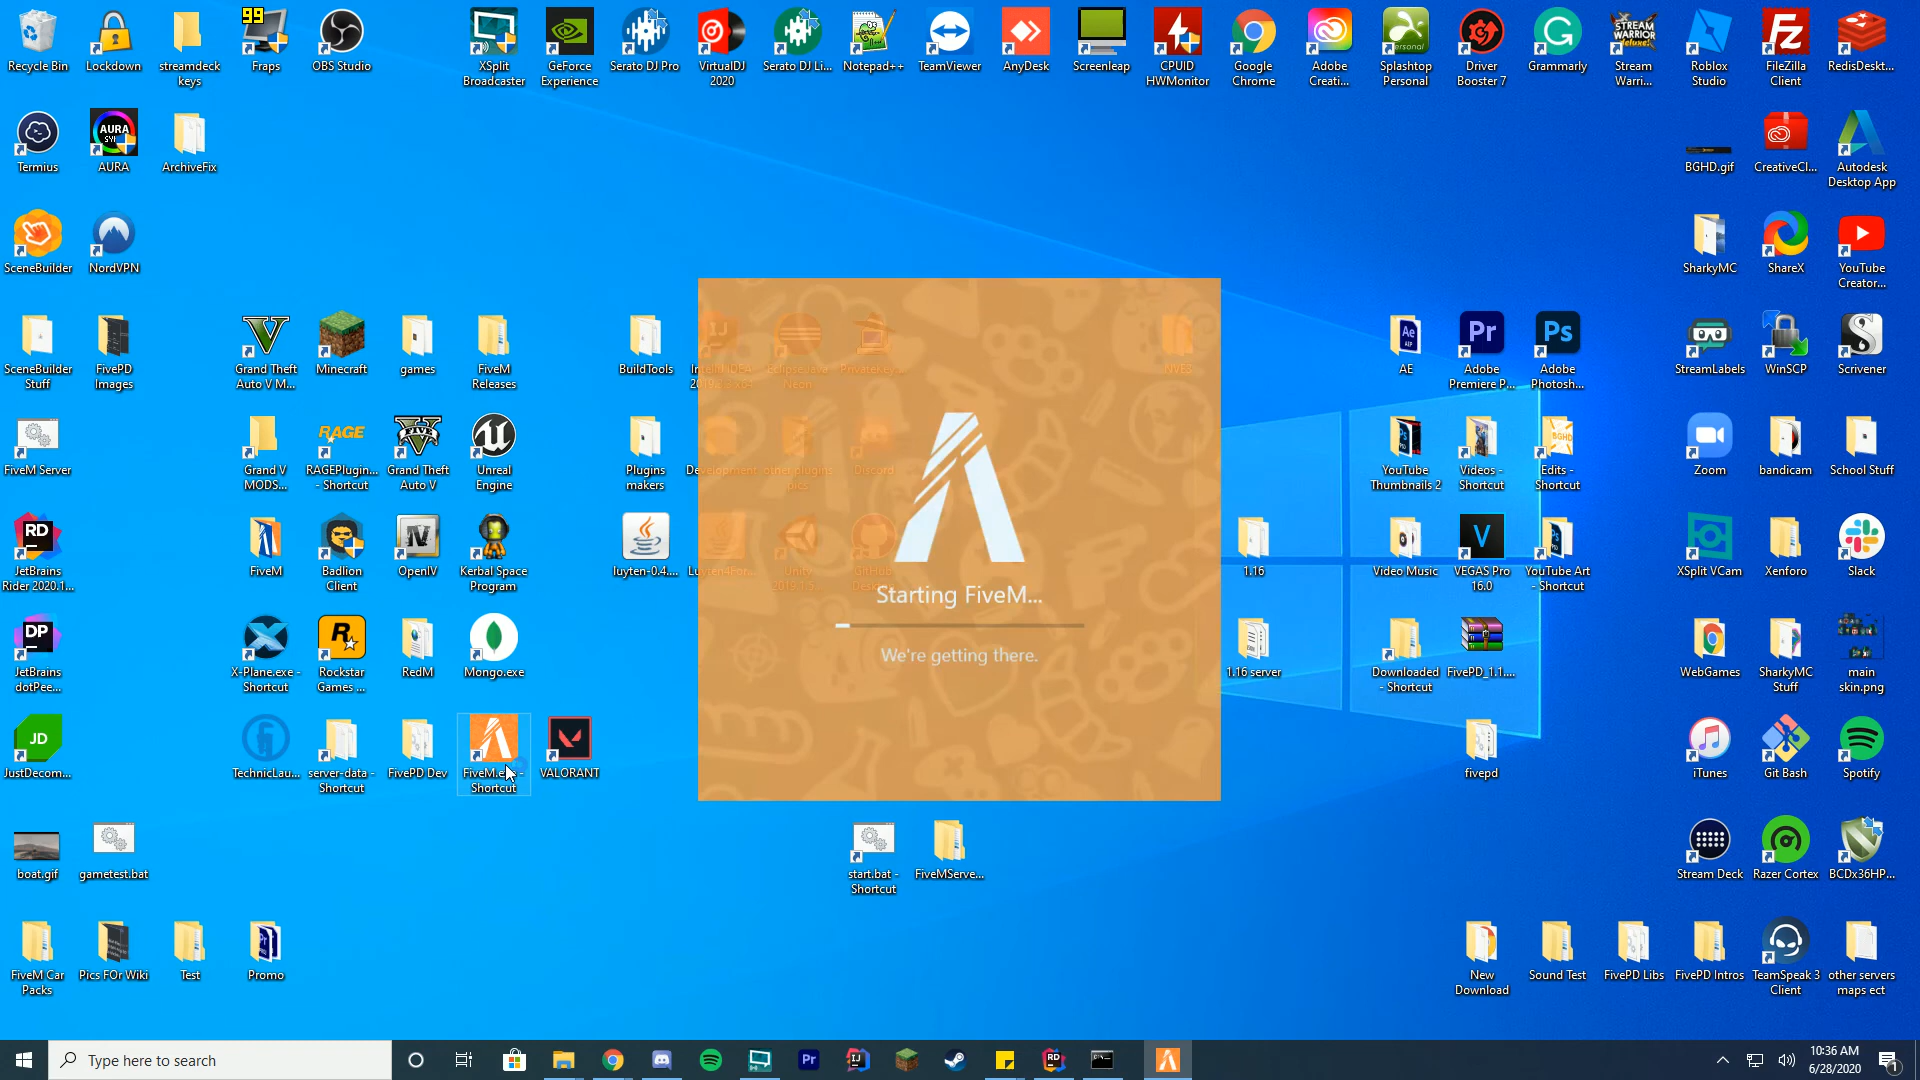 99
Recycle Bin
Lockdown
streamdeck
keys
Fraps
OBS Studio
XSplit
Broadcaster
GeForce
Experience
Serato DJ Pro
VirtualDJ
2020
Serato DJ Li...
Notepad++
TeamViewer
AnyDesk
Screenleap
CPUID
HWMonitor
Google
Chrome
Adobe
Creati...
Splashtop
Personal
Driver
Booster 7
Grammarly
Stream
Warri...
Roblox
Studio
FileZilla
Client
RedisDeskt...
Termius
AURA
ArchiveFix
BGHD.gif
CreativeCl...
Autodesk
Desktop App
SceneBuilder
NordVPN
SharkyMC
ShareX
YouTube
Creator...
SceneBuilder
Stuff
FivePD
Images
Grand Theft
Auto V M...
Minecraft
games
FiveM
Releases
BuildTools
Eclipse Java
Neon
PrivateKey...
NVES
AE
Adobe
Premiere P...
Adobe
Photosh...
StreamLabels
WinSCP
Scrivener
FiveM Server
Grand V
MODS...
RAGEPlugin...
- Shortcut
Grand Theft
Auto V
Unreal
Engine
Plugins
makers
Development
other plugins
pics
Discord
YouTube
Thumbnails 2
Videos -
Shortcut
Edits -
Shortcut
Zoom
bandicam
School Stuff
JetBrains
Rider 2020.1...
FiveM
Badlion
Client
OpenIV
Kerbal Space
Program
luyten-0.4....
Luyten4For...
Unity
GitHub
Starting FiveM...
We're getting there.
1.16
Video Music
VEGAS Pro
16.0
YouTube Art
- Shortcut
XSplit VCam
Xenforo
Slack
JetBrains
dotPee...
X-Plane.exe -
Shortcut
Rockstar
Games ...
RedM
Mongo.exe
1.16 server
Downloaded
- Shortcut
FivePD_1.1....
WebGames
SharkyMC
Stuff
main
skin.png
JustDecom...
TechnicLau...
server-data -
Shortcut
FivePD Dev
FiveM.exe -
Shortcut
VALORANT
fivepd
iTunes
Git Bash
Spotify
boat.gif
gametest.bat
start.bat -
Shortcut
FiveMServe...
Stream Deck
Razer Cortex
BCDx36HP...
FiveM Car
Packs
Pics FOr Wiki
Test
Promo
New
Download
Sound Test
FivePD Libs
FivePD Intros
TeamSpeak 3
Client
other servers
maps ect
Type here to search
10:36 AM
6/28/2020
1